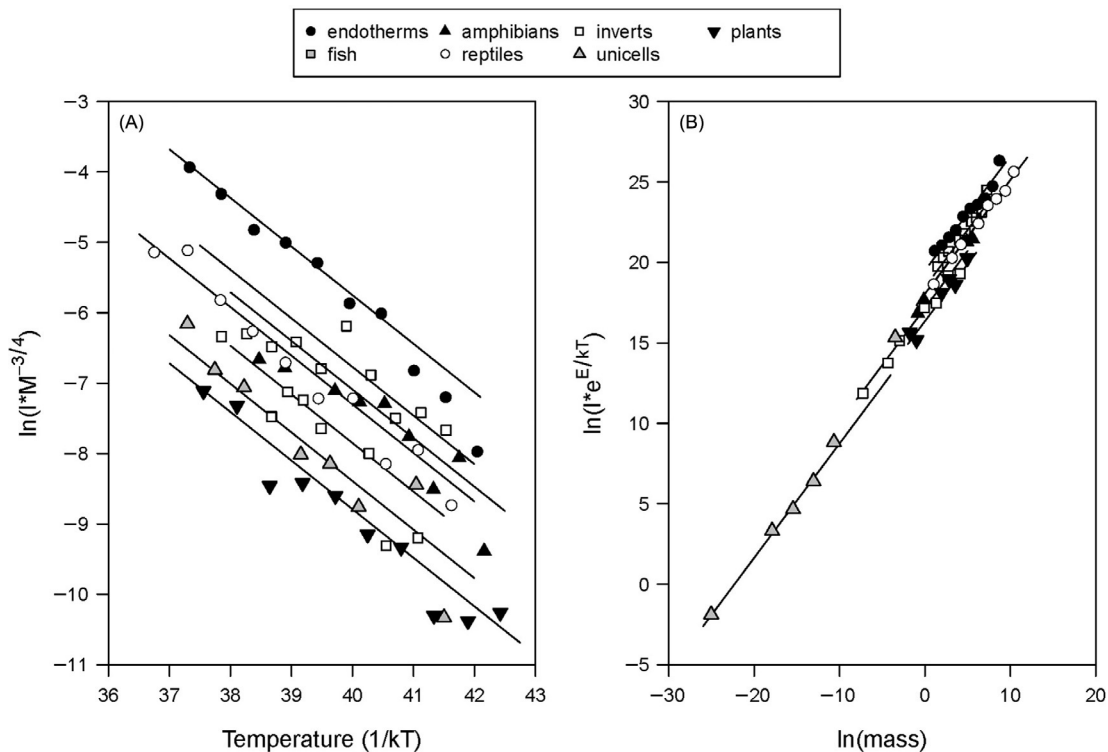 endotherms amphibians inverts plants
fish reptiles unicells
(A)
ln(I*M−3/4)
−3
−4
−5
−6
−7
−8
−9
−10
−11
36 37 38 39 40 41 42 43
Temperature (1/kT)
(B)
ln(I*eE/kT)
30
25
20
15
10
5
0
−5
−30 −20 −10 0 10 20
ln(mass)